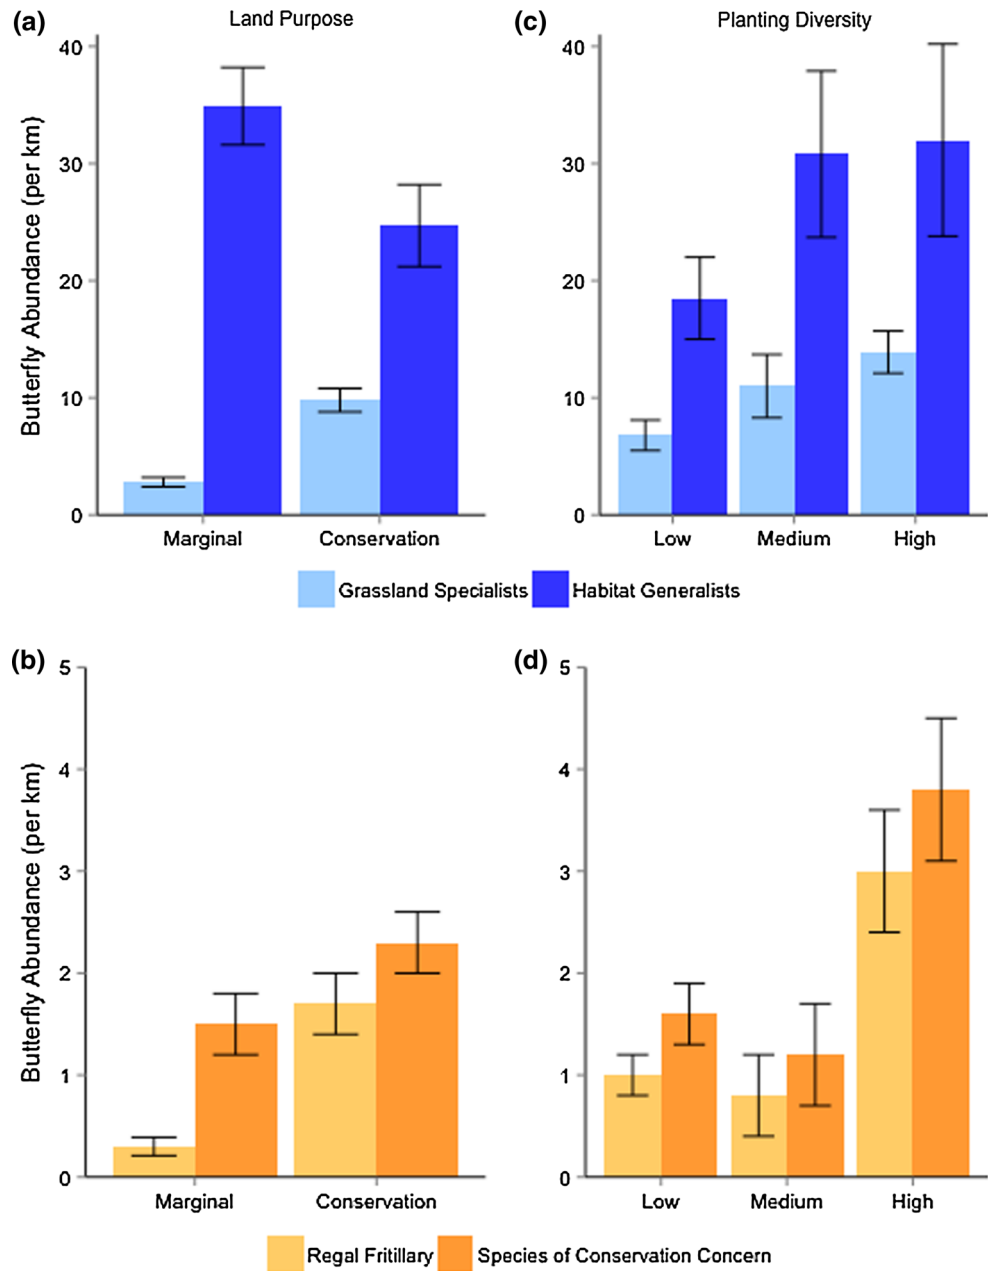 (a)
Land Purpose
40
30
20
10
0
Butterfly Abundance (per km)
Marginal
Conservation
(c)
Planting Diversity
40
30
20
10
0
Low
Medium
High
Grassland Specialists
Habitat Generalists
(b)
5
4
3
2
1
0
Butterfly Abundance (per km)
Marginal
Conservation
(d)
5
4
3
2
1
0
Low
Medium
High
Regal Fritillary
Species of Conservation Concern